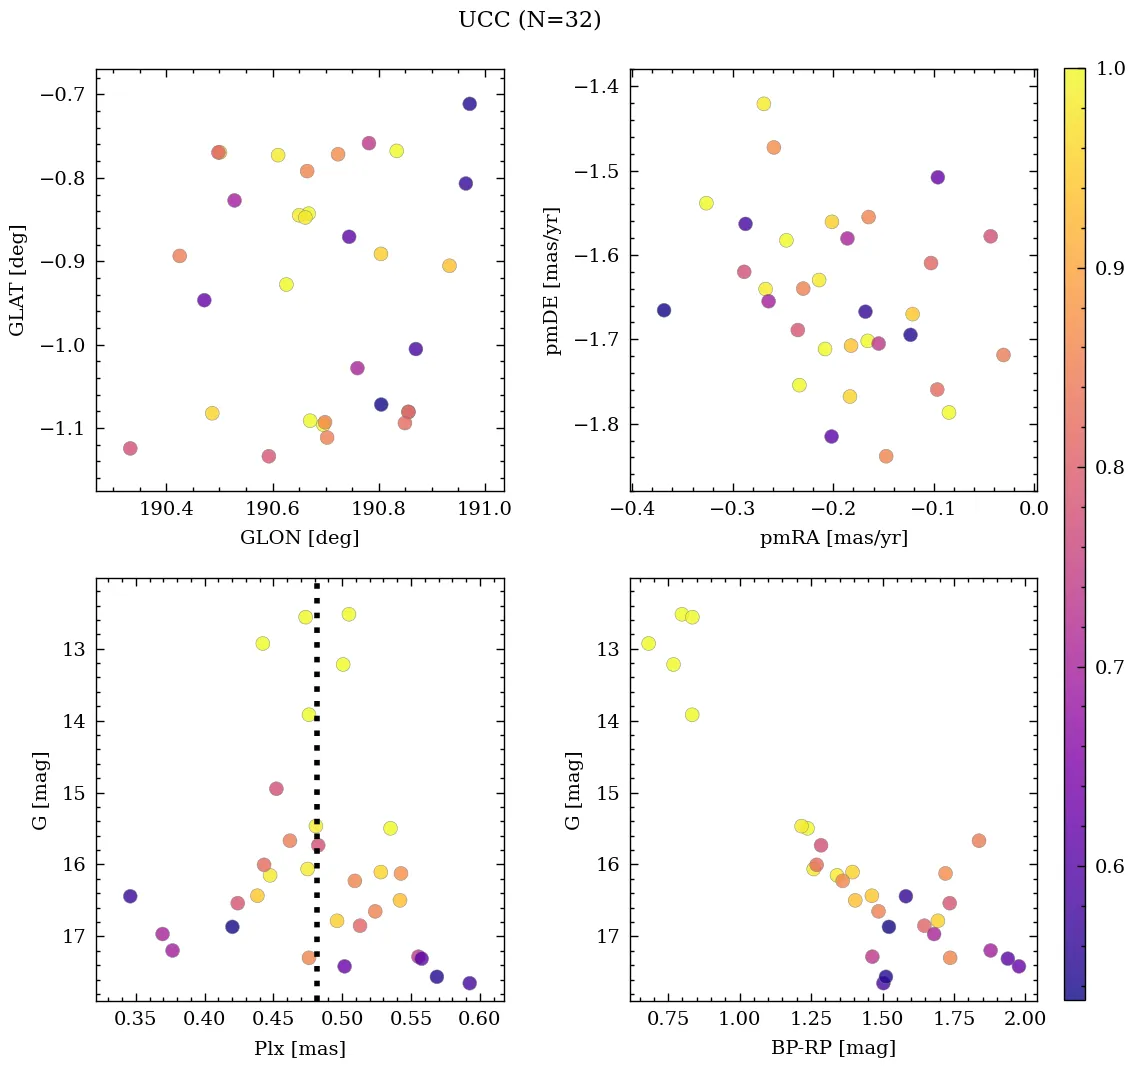 UCC (N=32)
−0.7
−0.8
−0.9
−1.0
−1.1
GLAT [deg]
190.4 190.6 190.8 191.0
GLON [deg]
−1.4
−1.5
−1.6
−1.7
−1.8
pmDE [mas/yr]
−0.4 −0.3 −0.2 −0.1 0.0
pmRA [mas/yr]
13
14
15
16
17
G [mag]
0.35 0.40 0.45 0.50 0.55 0.60
Plx [mas]
13
14
15
16
17
G [mag]
0.75 1.00 1.25 1.50 1.75 2.00
BP-RP [mag]
1.0
0.9
0.8
0.7
0.6